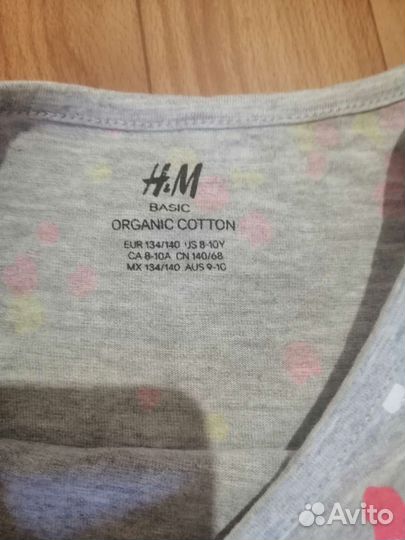 H&M
BASIC
ORGANIC COTTON
EUR 134/140 US 8-10Y
CA 8-10A CN 140/68
MX 134/140 AUS 9-10
Avito